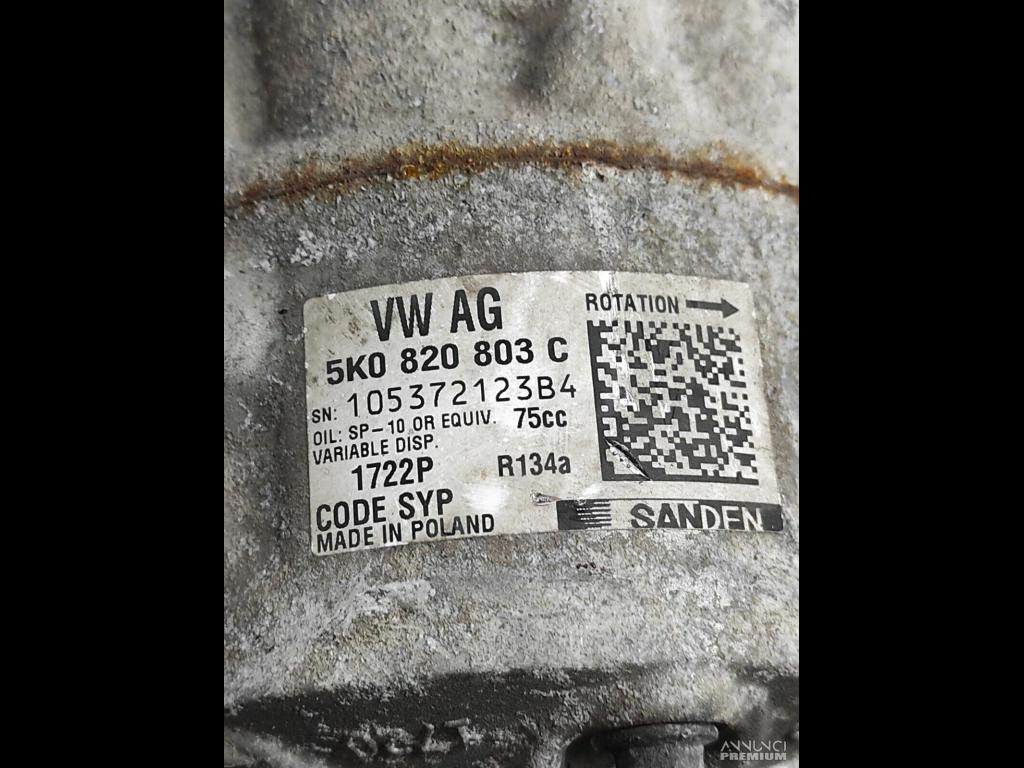 VW AG
5K0 820 803 C
SN: 105372123B4
OIL: SP-10 OR EQUIV. 75cc
VARIABLE DISP.
1722P R134a
CODE SYP
MADE IN POLAND
ROTATION
SANDEN
ANNUNCI
PREMIUM